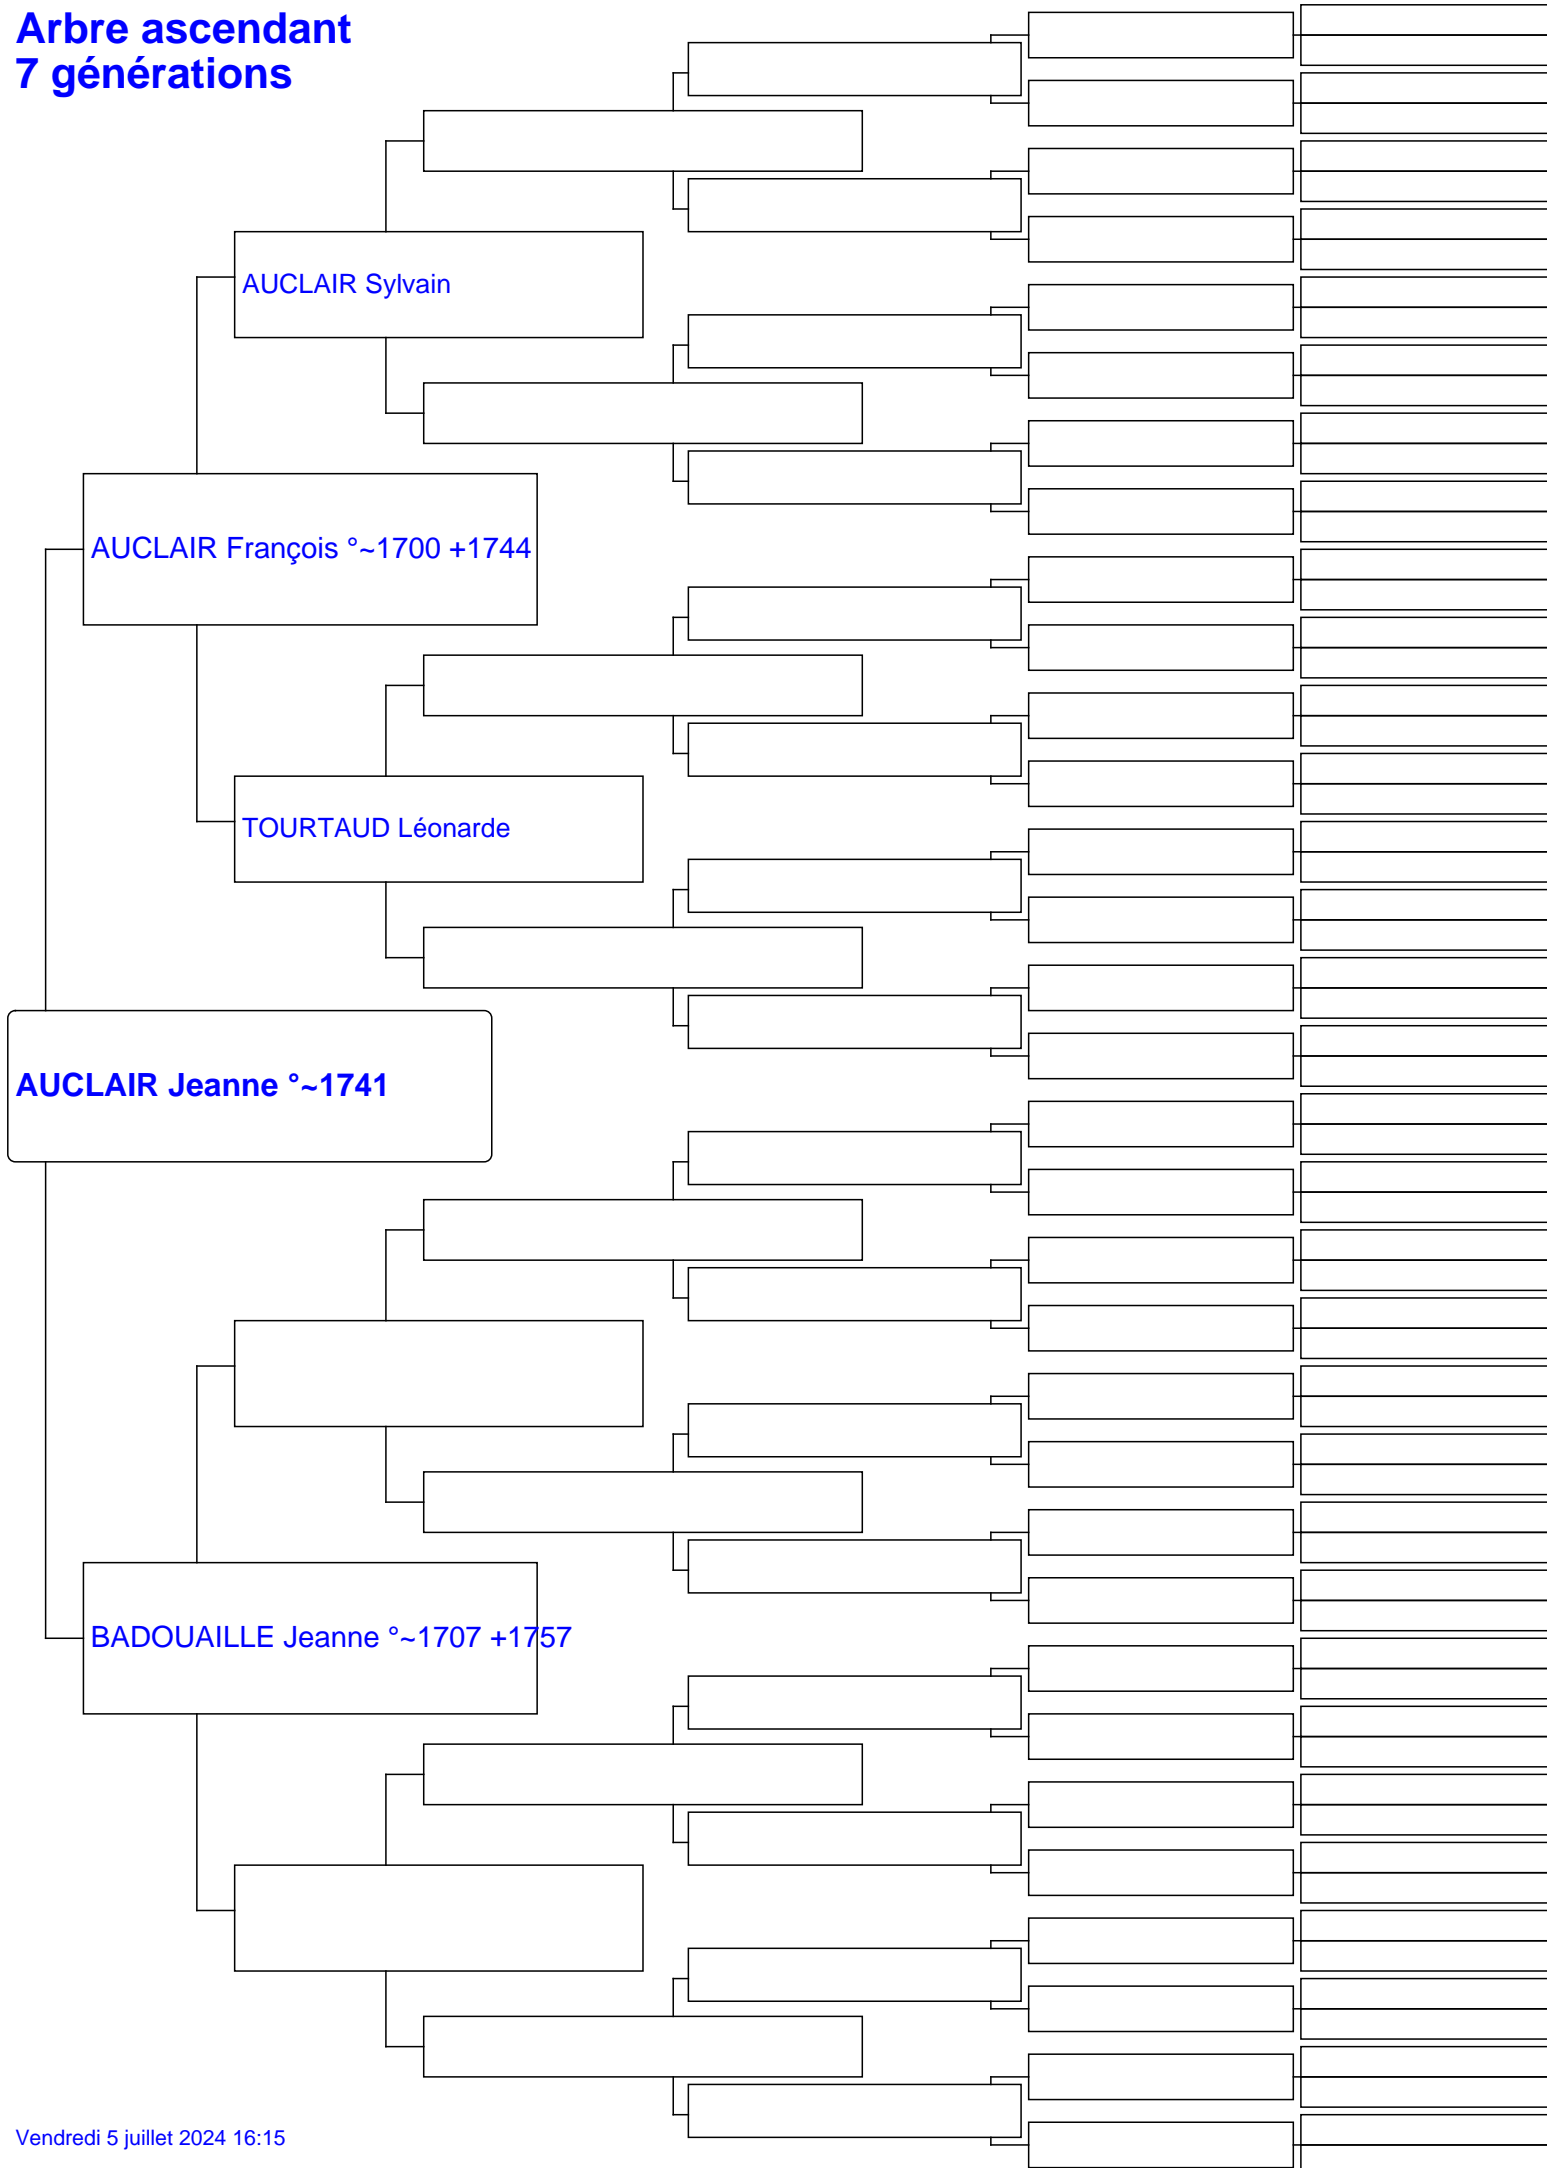 Arbre ascendant
7 générations
AUCLAIR Sylvain
AUCLAIR François °~1700 +1744
TOURTAUD Léonarde
AUCLAIR Jeanne °~1741
BADOUAILLE Jeanne °~1707 +1757
Vendredi 5 juillet 2024 16:15